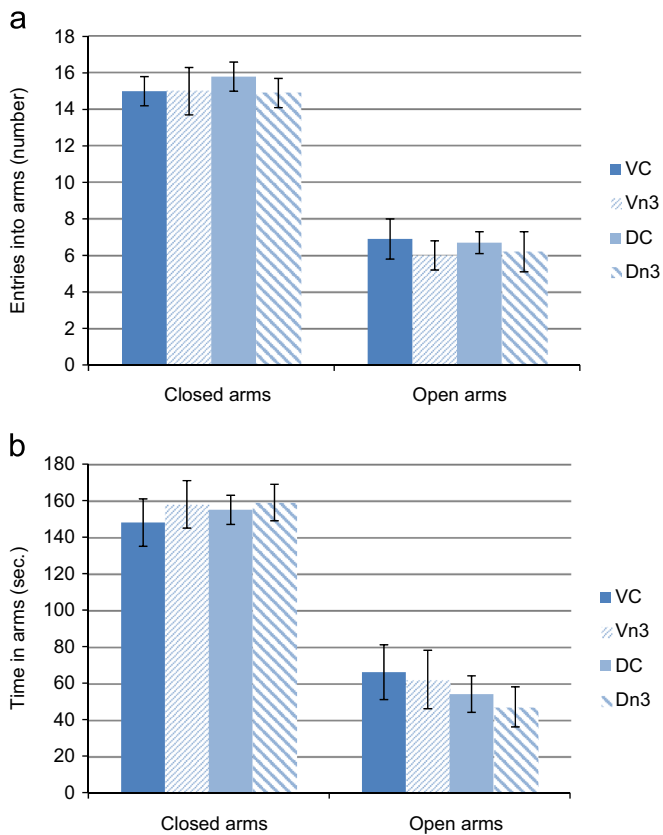 a
Entries into arms (number)
18
16
14
12
10
8
6
4
2
0
Closed arms
Open arms
VC
Vn3
DC
Dn3
b
Time in arms (sec.)
180
160
140
120
100
80
60
40
20
0
Closed arms
Open arms
VC
Vn3
DC
Dn3